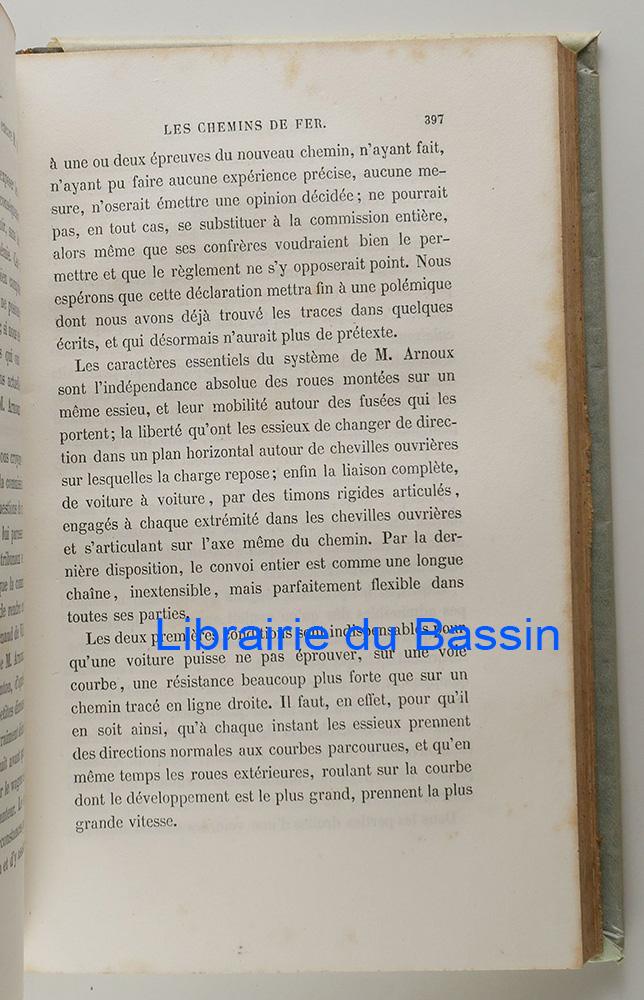 LES CHEMINS DE FER. 397
à une ou deux épreuves du nouveau chemin, n'ayant fait,
n'ayant pu faire aucune expérience précise, aucune me-
sure, n'oserait émettre une opinion décidée; ne pourrait
pas, en tout cas, se substituer à la commission entière,
alors même que ses confrères voudraient bien le per-
mettre et que le règlement ne s'y opposerait point. Nous
espérons que cette déclaration mettra fin à une polémique
dont nous avons déjà trouvé les traces dans quelques
écrits, et qui désormais n'aurait plus de prétexte.
Les caractères essentiels du système de M. Arnoux
sont l'indépendance absolue des roues montées sur un
même essieu, et leur mobilité autour des fusées qui les
portent; la liberté qu'ont les essieux de changer de direc-
tion dans un plan horizontal autour de chevilles ouvrières
sur lesquelles la charge repose; enfin la liaison complète,
de voiture à voiture, par des timons rigides articulés,
engagés à chaque extrémité dans les chevilles ouvrières
et s'articulant sur l'axe même du chemin. Par la der-
nière disposition, le convoi entier est comme une longue
chaîne, inextensible, mais parfaitement flexible dans
toutes ses parties.
Les deux premières conditions sont indispensables pour
Librairie du Bassin
qu'une voiture puisse ne pas éprouver, sur une voie
courbe, une résistance beaucoup plus forte que sur un
chemin tracé en ligne droite. Il faut, en effet, pour qu'il
en soit ainsi, qu'à chaque instant les essieux prennent
des directions normales aux courbes parcourues, et qu'en
même temps les roues extérieures, roulant sur la courbe
dont le développement est le plus grand, prennent la plus
grande vitesse.